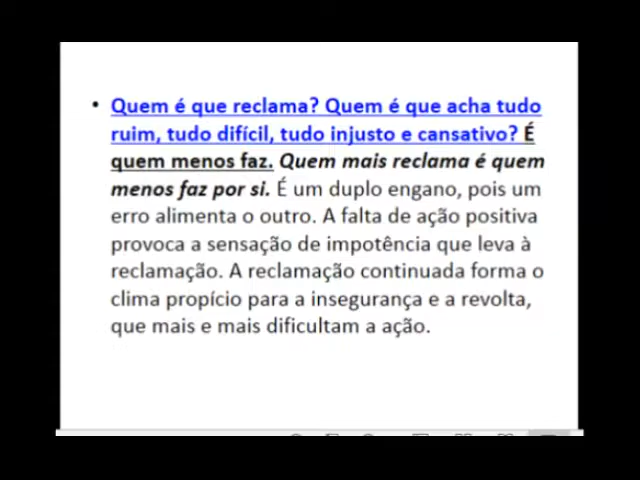 • Quem é que reclama? Quem é que acha tudo
ruim, tudo difícil, tudo injusto e cansativo? É
quem menos faz. Quem mais reclama é quem
menos faz por si. É um duplo engano, pois um
erro alimenta o outro. A falta de ação positiva
provoca a sensação de impotência que leva à
reclamação. A reclamação continuada forma o
clima propício para a insegurança e a revolta,
que mais e mais dificultam a ação.